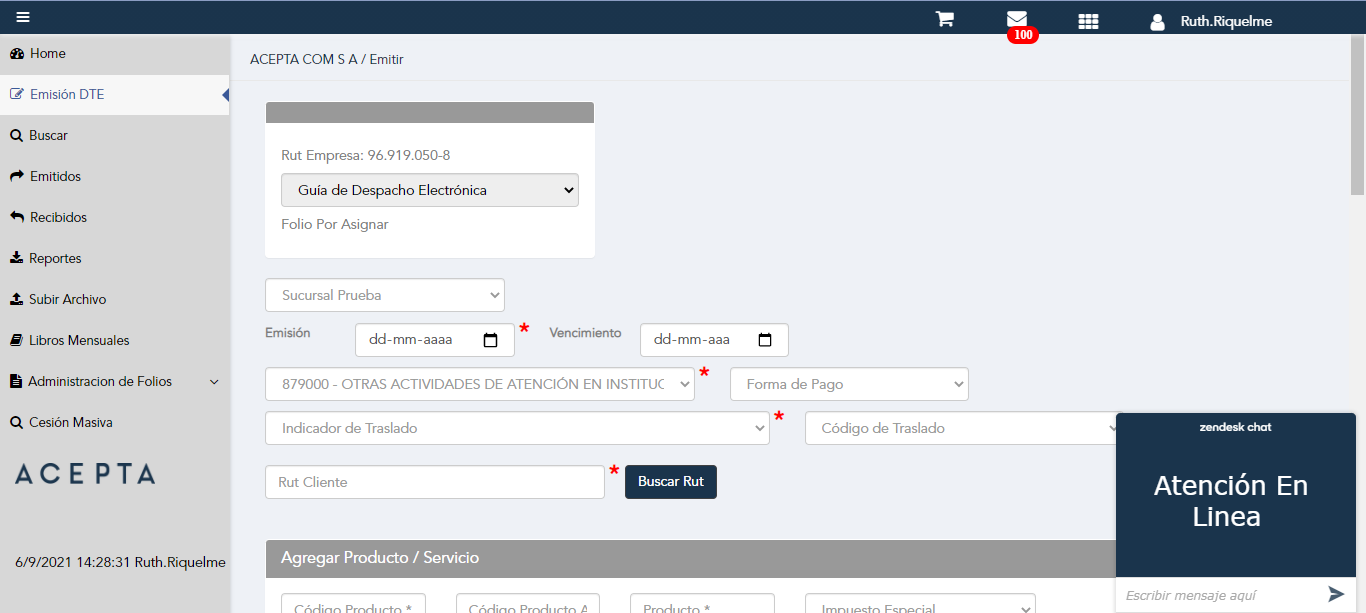 100
Ruth.Riquelme
Home
Emisión DTE
Buscar
Emitidos
Recibidos
Reportes
Subir Archivo
Libros Mensuales
Administracion de Folios
Cesión Masiva
ACEPTA
6/9/2021 14:28:31 Ruth.Riquelme
ACEPTA COM S A / Emitir
Rut Empresa: 96.919.050-8
Guía de Despacho Electrónica
Folio Por Asignar
Sucursal Prueba
Emisión dd-mm-aaaa * Vencimiento dd-mm-aaa
879000 - OTRAS ACTIVIDADES DE ATENCIÓN EN INSTITUC * Forma de Pago
Indicador de Traslado * Código de Traslado
Rut Cliente * Buscar Rut
Agregar Producto / Servicio
Código Producto * Código Producto A Producto * Impuesto Especial
zendesk chat
Atención En
Linea
Escribir mensaje aquí